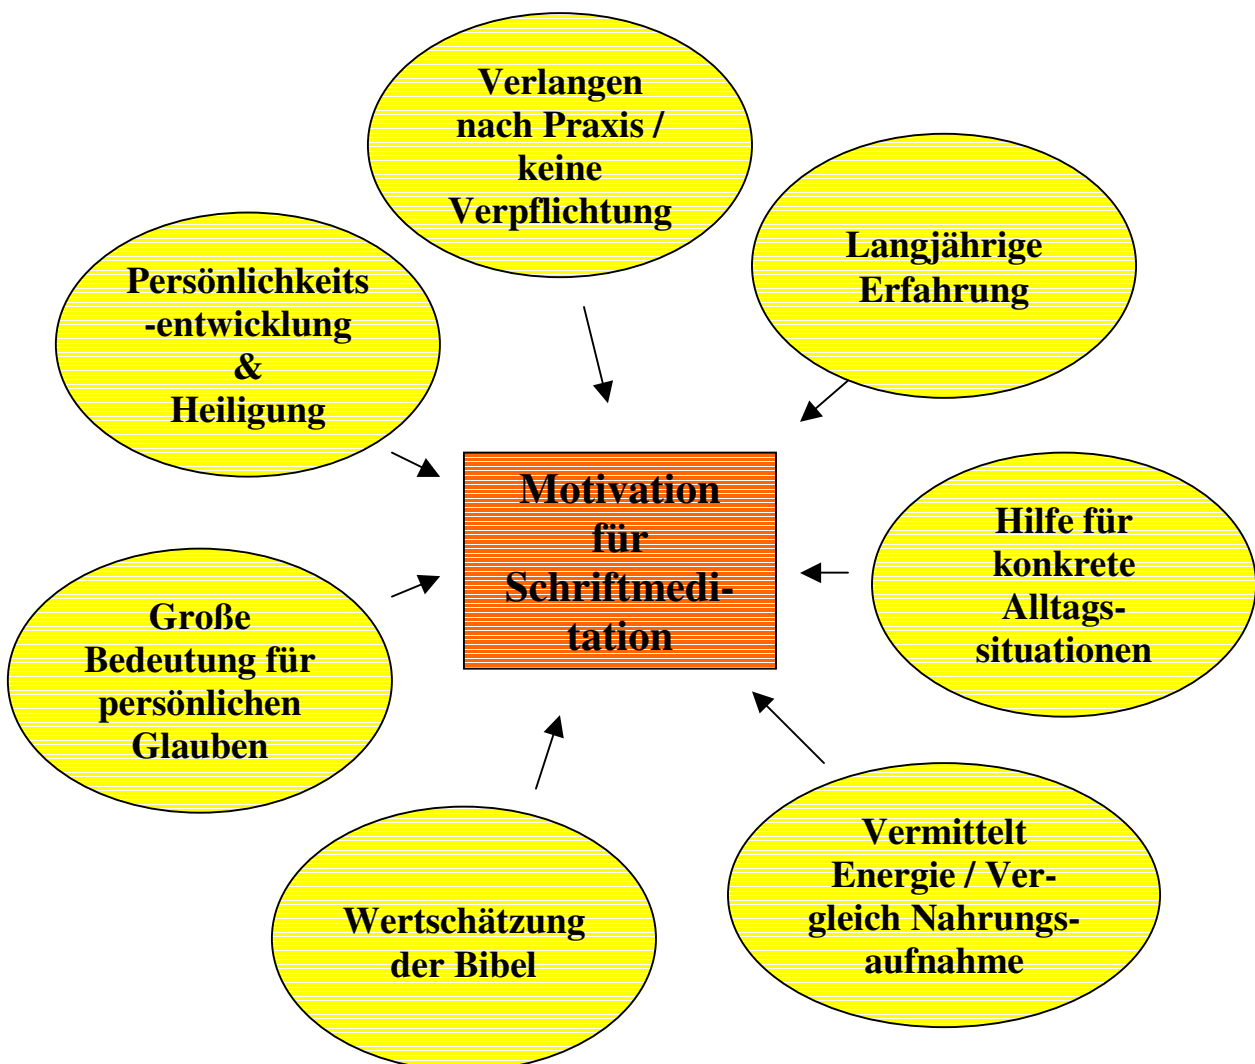 Verlangen
nach Praxis /
keine
Verpflichtung
Langjährige
Erfahrung
Persönlichkeits
-entwicklung
&
Heiligung
Motivation
für
Schriftmedi-
tation
Hilfe für
konkrete
Alltags-
situationen
Große
Bedeutung für
persönlichen
Glauben
Vermittelt
Energie / Ver-
gleich Nahrungs-
aufnahme
Wertschätzung
der Bibel